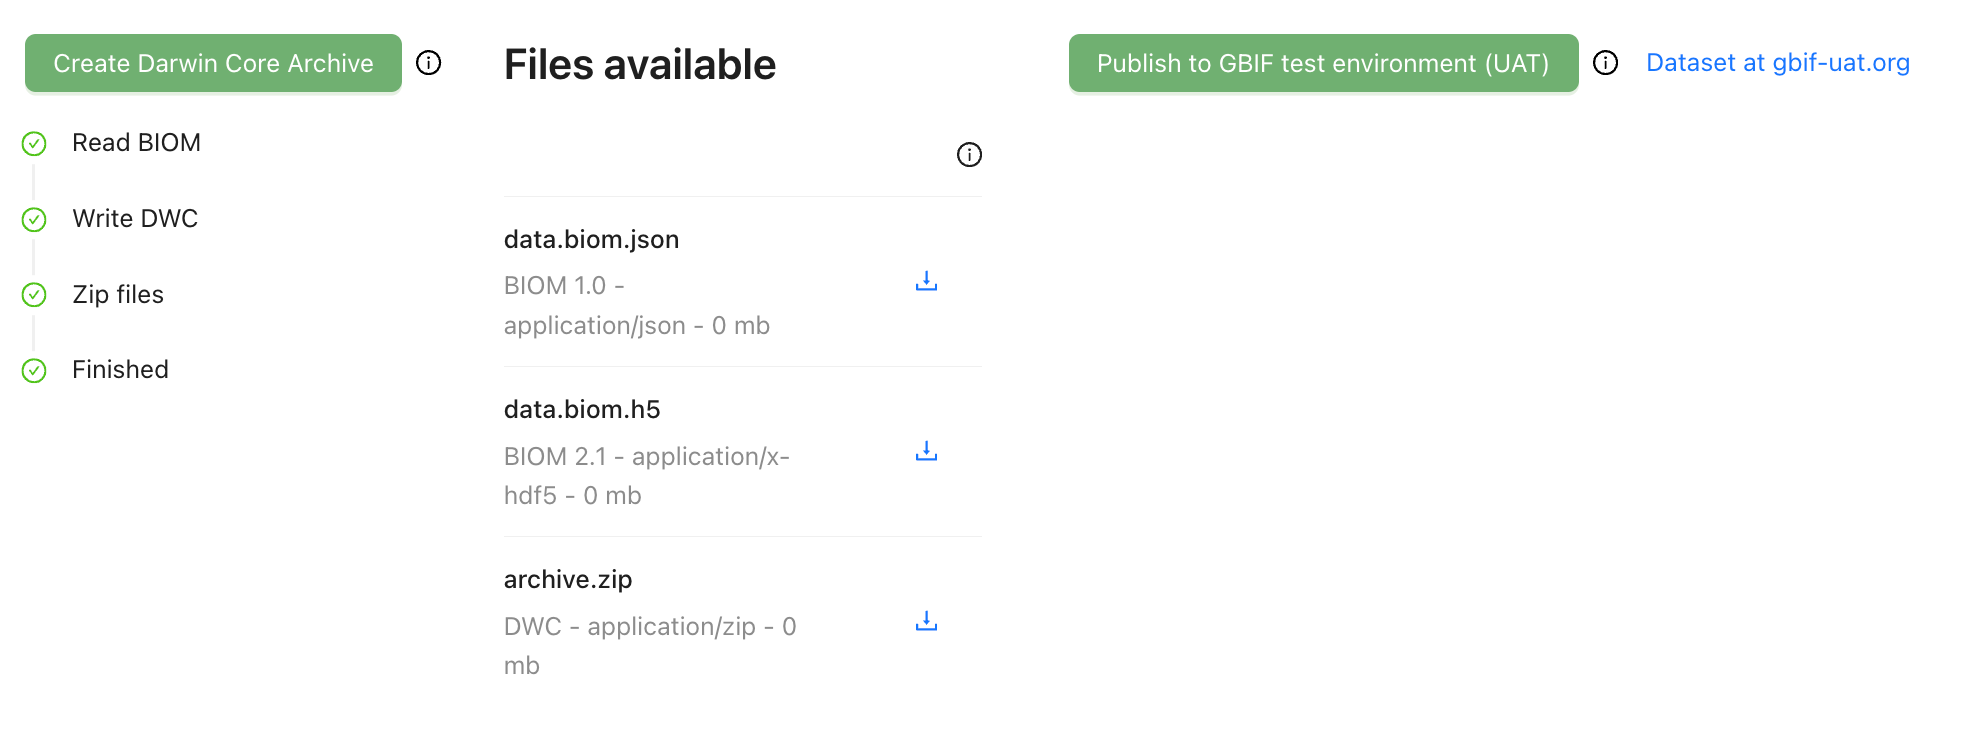 Create Darwin Core Archive
Read BIOM
Write DWC
Zip files
Finished
Files available
data.biom.json
BIOM 1.0 -
application/json - 0 mb
data.biom.h5
BIOM 2.1 - application/x-
hdf5 - 0 mb
archive.zip
DWC - application/zip - 0
mb
Publish to GBIF test environment (UAT)
Dataset at gbif-uat.org